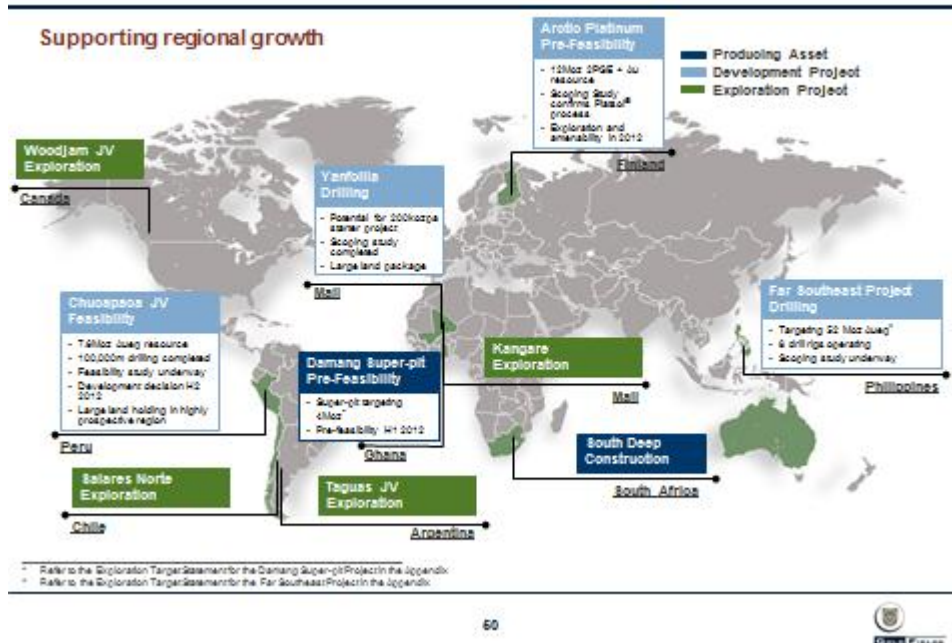 Supporting regional growth
Arctic Platinum
Pre-Feasibility
- 12Moz 2PGE + Au
resource
- Scoping Study
confirms Platsol®
process
- Exploration and
amenability in 2012
Finland
Producing Asset
Development Project
Exploration Project
Woodjam JV
Exploration
Canada
Yanfolila
Drilling
- Potential for 200kozpa
starter project
- Scoping study
completed
- Large land package
Mali
Chucapaca JV
Feasibility
- 7.6Moz Aueq resource
- 100,000m drilling completed
- Feasibility study underway
- Development decision H2
2012
- Large land holding in highly
prospective region
Peru
Damang Super-pit
Pre-Feasibility
- Super-pit targeting
4Moz*
- Pre-feasibility H1 2012
Ghana
Kangare
Exploration
Mali
Far Southeast Project
Drilling
- Targeting 52 Moz Aueq*
- 6 drill rigs operating
- Scoping study underway
Philippines
Salares Norte
Exploration
Chile
Taguas JV
Exploration
Argentina
South Deep
Construction
South Africa
Refer to the Exploration Target Statement for the Damang Super-pit Project in the Appendix
Refer to the Exploration Target Statement for the Far Southeast Project in the Appendix
50
GOLD FIELDS